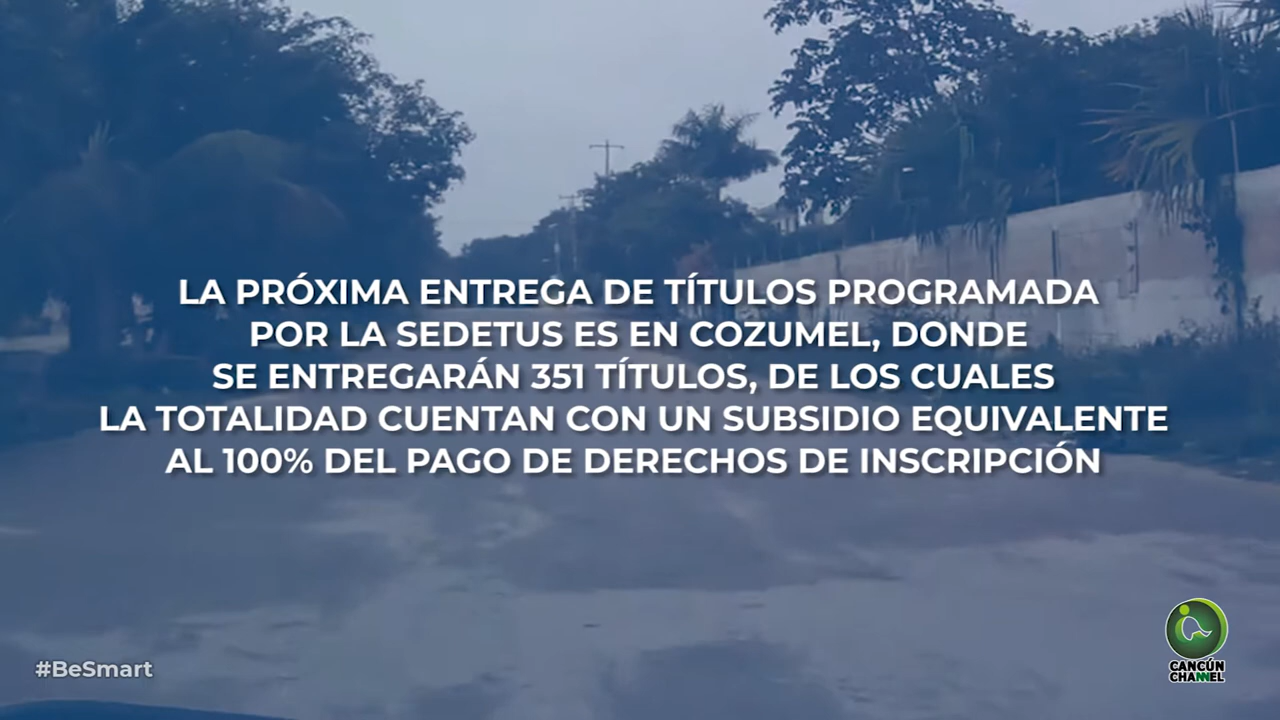 LA PRÓXIMA ENTREGA DE TÍTULOS PROGRAMADA
POR LA SEDETUS ES EN COZUMEL, DONDE
SE ENTREGARÁN 351 TÍTULOS, DE LOS CUALES
LA TOTALIDAD CUENTAN CON UN SUBSIDIO EQUIVALENTE
AL 100% DEL PAGO DE DERECHOS DE INSCRIPCIÓN
#BeSmart
CANCÚN
CHANNEL